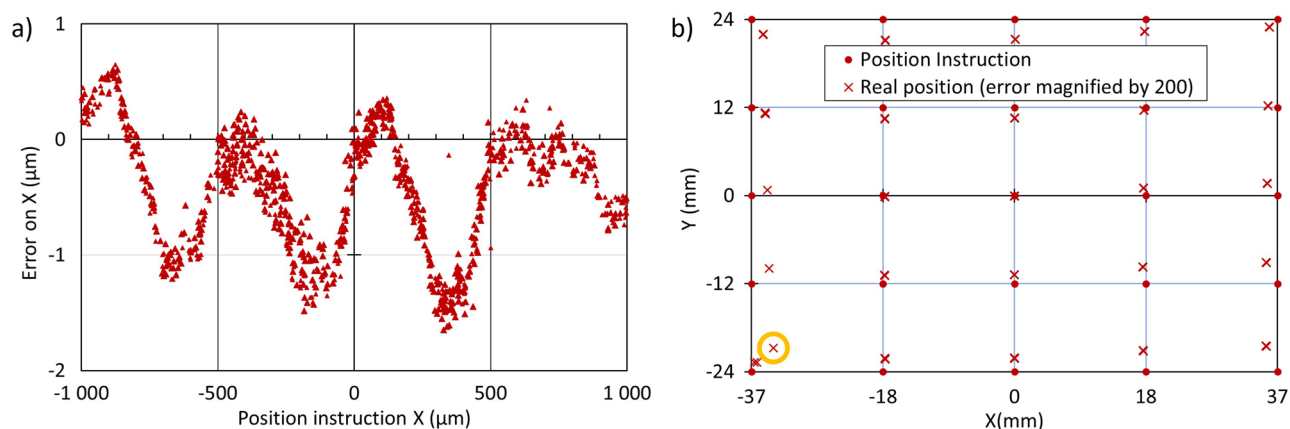 a)
Error on X (µm)
1
0
-1
-2
-1 000
-500
0
500
1 000
Position instruction X (µm)
b)
Y (mm)
24
12
0
-12
-24
Position Instruction
Real position (error magnified by 200)
-37
-18
0
18
37
X(mm)